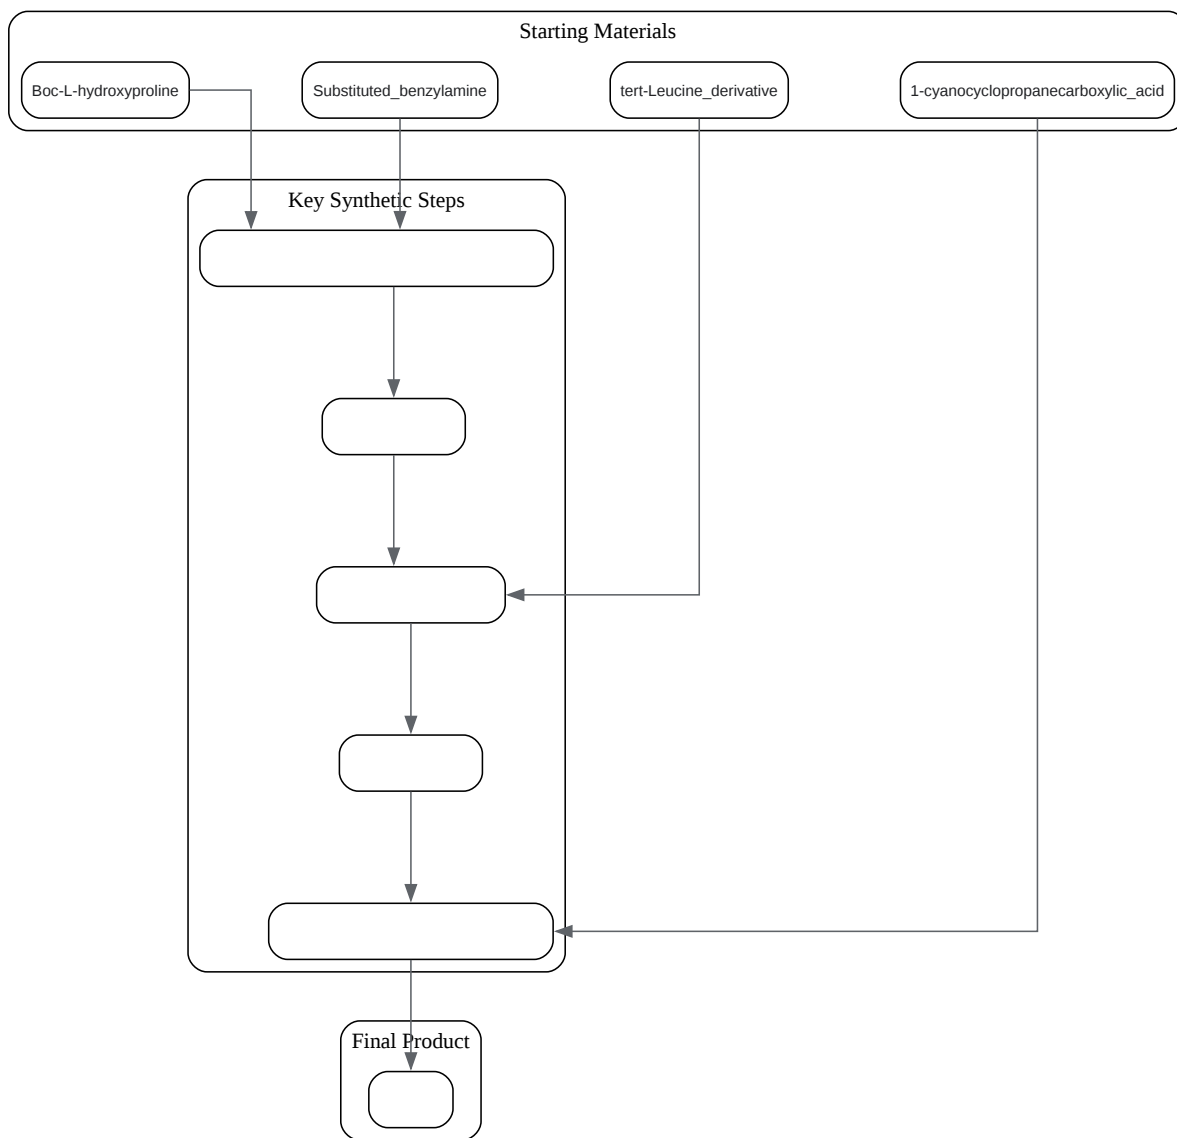 Starting Materials
Boc-L-hydroxyproline
Substituted_benzylamine
tert-Leucine_derivative
1-cyanocyclopropanecarboxylic_acid
Key Synthetic Steps
Final Product